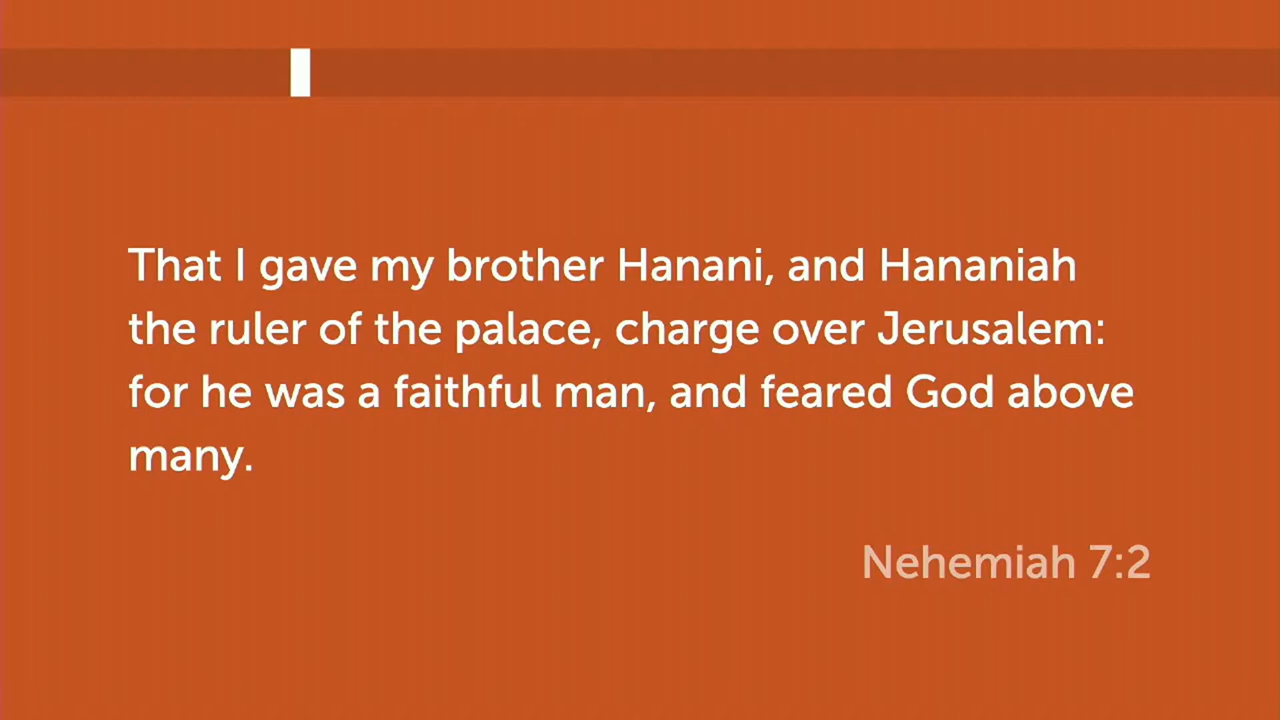 That I gave my brother Hanani, and Hananiah
the ruler of the palace, charge over Jerusalem:
for he was a faithful man, and feared God above
many.
Nehemiah 7:2